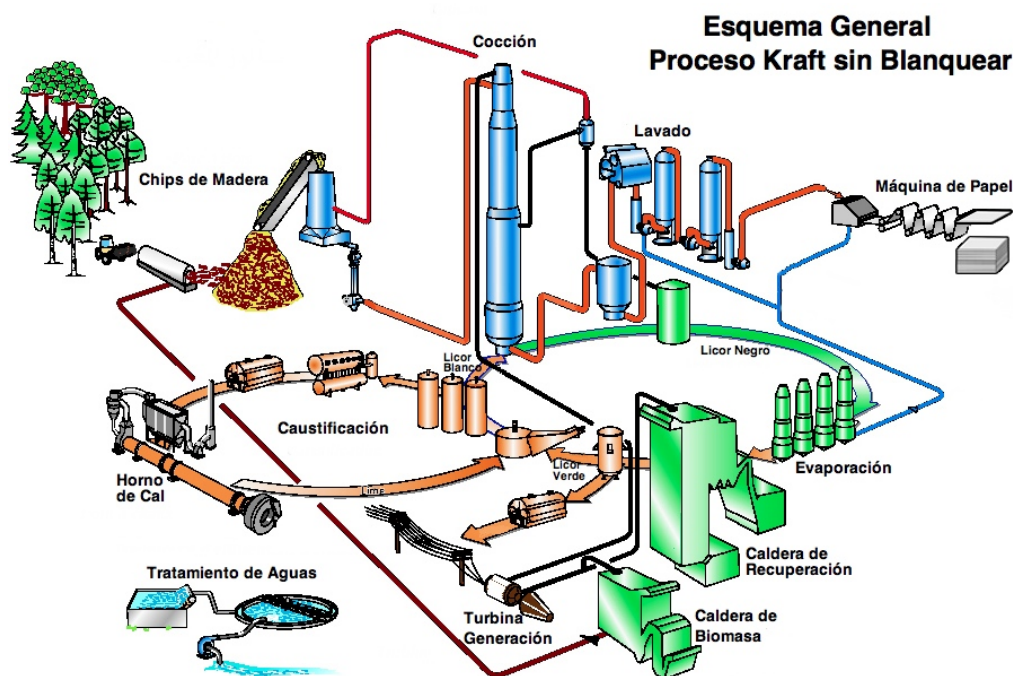 Esquema General
Proceso Kraft sin Blanquear
Cocción
Lavado
Chips de Madera
Máquina de Papel
Licor
Blanco
Licor Negro
Caustificación
Evaporación
Licor
Verde
Horno
de Cal
Lime
Caldera de
Recuperación
Tratamiento de Aguas
Turbina
Generación
Caldera de
Biomasa